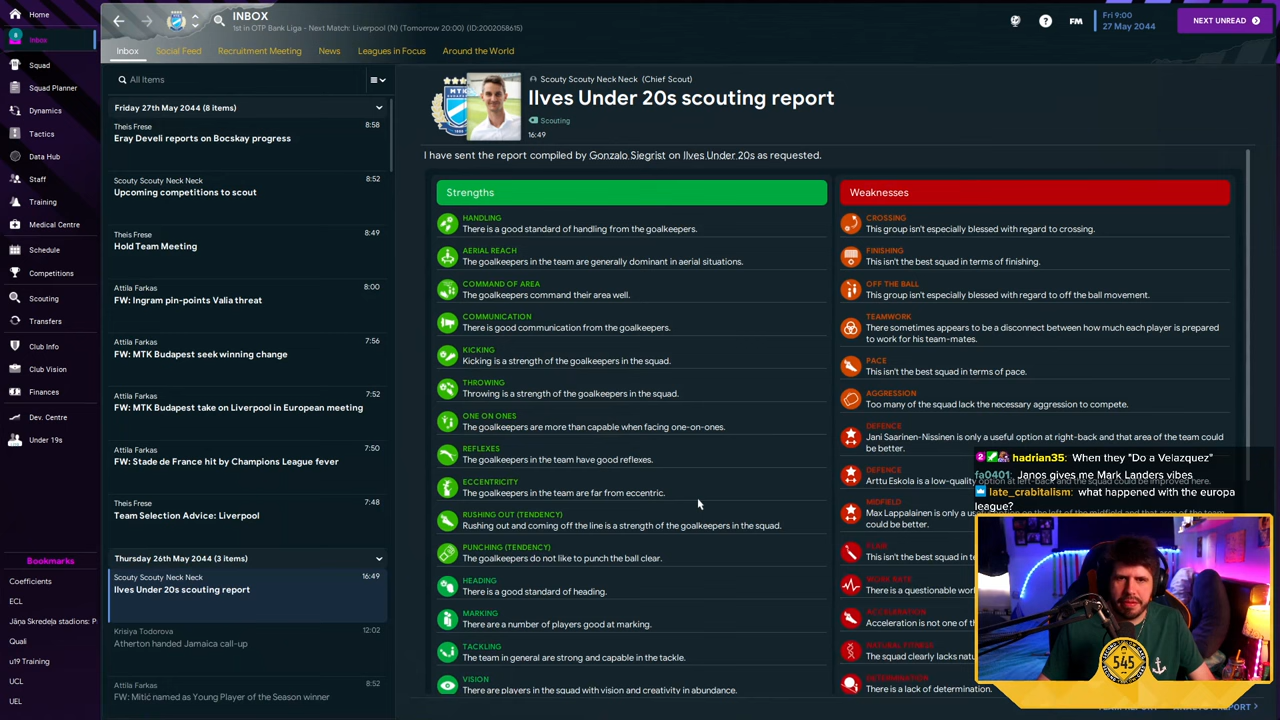 Home
Inbox
Squad
Squad Planner
Dynamics
Tactics
Data Hub
Staff
Training
Medical Centre
Schedule
Competitions
Scouting
Transfers
Club Info
Club Vision
Finances
Dev. Centre
Under 19s
Bookmarks
Coefficients
ECL
Quali
u19 Training
UCL
UEL
INBOX
1st in OTP Bank Liga - Next Match: Liverpool (N) (Tomorrow 20:00) (ID:2002058615)
FM
Fri 9:00
27 May 2044
NEXT UNREAD
Inbox
Social Feed
Recruitment Meeting
News
Leagues in Focus
Around the World
All Items
Friday 27th May 2044 (8 items)
Theis Frese 8:58
Eray Develi reports on Bocskay progress
Scouty Scouty Neck Neck 8:52
Upcoming competitions to scout
Theis Frese 8:49
Hold Team Meeting
Attila Farkas 8:00
FW: Ingram pin-points Valia threat
Attila Farkas 7:56
FW: MTK Budapest seek winning change
Attila Farkas 7:52
FW: MTK Budapest take on Liverpool in European meeting
Attila Farkas 7:50
FW: Stade de France hit by Champions League fever
Theis Frese 7:48
Team Selection Advice: Liverpool
Thursday 26th May 2044 (3 items)
Scouty Scouty Neck Neck 16:49
Ilves Under 20s scouting report
Krisiya Todorova 12:02
Atherton handed Jamaica call-up
Attila Farkas 8:52
FW: Mitić named as Young Player of the Season winner
Scouty Scouty Neck Neck (Chief Scout)
Ilves Under 20s scouting report
Scouting
16:49
I have sent the report compiled by Gonzalo Siegrist on Ilves Under 20s as requested.
Strengths
HANDLING
There is a good standard of handling from the goalkeepers.
AERIAL REACH
The goalkeepers in the team are generally dominant in aerial situations.
COMMAND OF AREA
The goalkeepers command their area well.
COMMUNICATION
There is good communication from the goalkeepers.
KICKING
Kicking is a strength of the goalkeepers in the squad.
THROWING
Throwing is a strength of the goalkeepers in the squad.
ONE ON ONES
The goalkeepers are more than capable when facing one-on-ones.
REFLEXES
The goalkeepers in the team have good reflexes.
ECCENTRICITY
The goalkeepers in the team are far from eccentric.
RUSHING OUT (TENDENCY)
Rushing out and coming off the line is a strength of the goalkeepers in the squad.
PUNCHING (TENDENCY)
The goalkeepers do not like to punch the ball clear.
HEADING
There is a good standard of heading.
MARKING
There are a number of players good at marking.
TACKLING
The team in general are strong and capable in the tackle.
VISION
There are players in the squad with vision and creativity in abundance.
Weaknesses
CROSSING
This group isn't especially blessed with regard to crossing.
FINISHING
This isn't the best squad in terms of finishing.
OFF THE BALL
This group isn't especially blessed with regard to off the ball movement.
TEAMWORK
There sometimes appears to be a disconnect between how much each player is prepared
to work for his team-mates.
PACE
This isn't the best squad in terms of pace.
AGGRESSION
Too many of the squad lack the necessary aggression to compete.
DEFENCE
Jani Saarinen-Nissinen is only a useful option at right-back and that area of the team could
be better.
DEFENCE
Arttu Eskola is a low-quality option at left-back and the squad could be improved here.
MIDFIELD
Max Lappalainen is only
could be better.
FLAIR
This isn't the best squad in te
WORK RATE
There is a questionable wor
ACCELERATION
Acceleration is not one of th
NATURAL FITNESS
The squad clearly lacks natu
DETERMINATION
There is a lack of determination.
hadrian35: When they "Do a Velazquez"
fa0401: Janos gives me Mark Landers vibes
late_crabitalism: what happened with the europa
league?
545